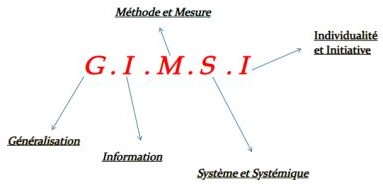 Méthode et Mesure
Individualité
et Initiative
G . I . M . S . I
Généralisation
Information
Système et Systémique